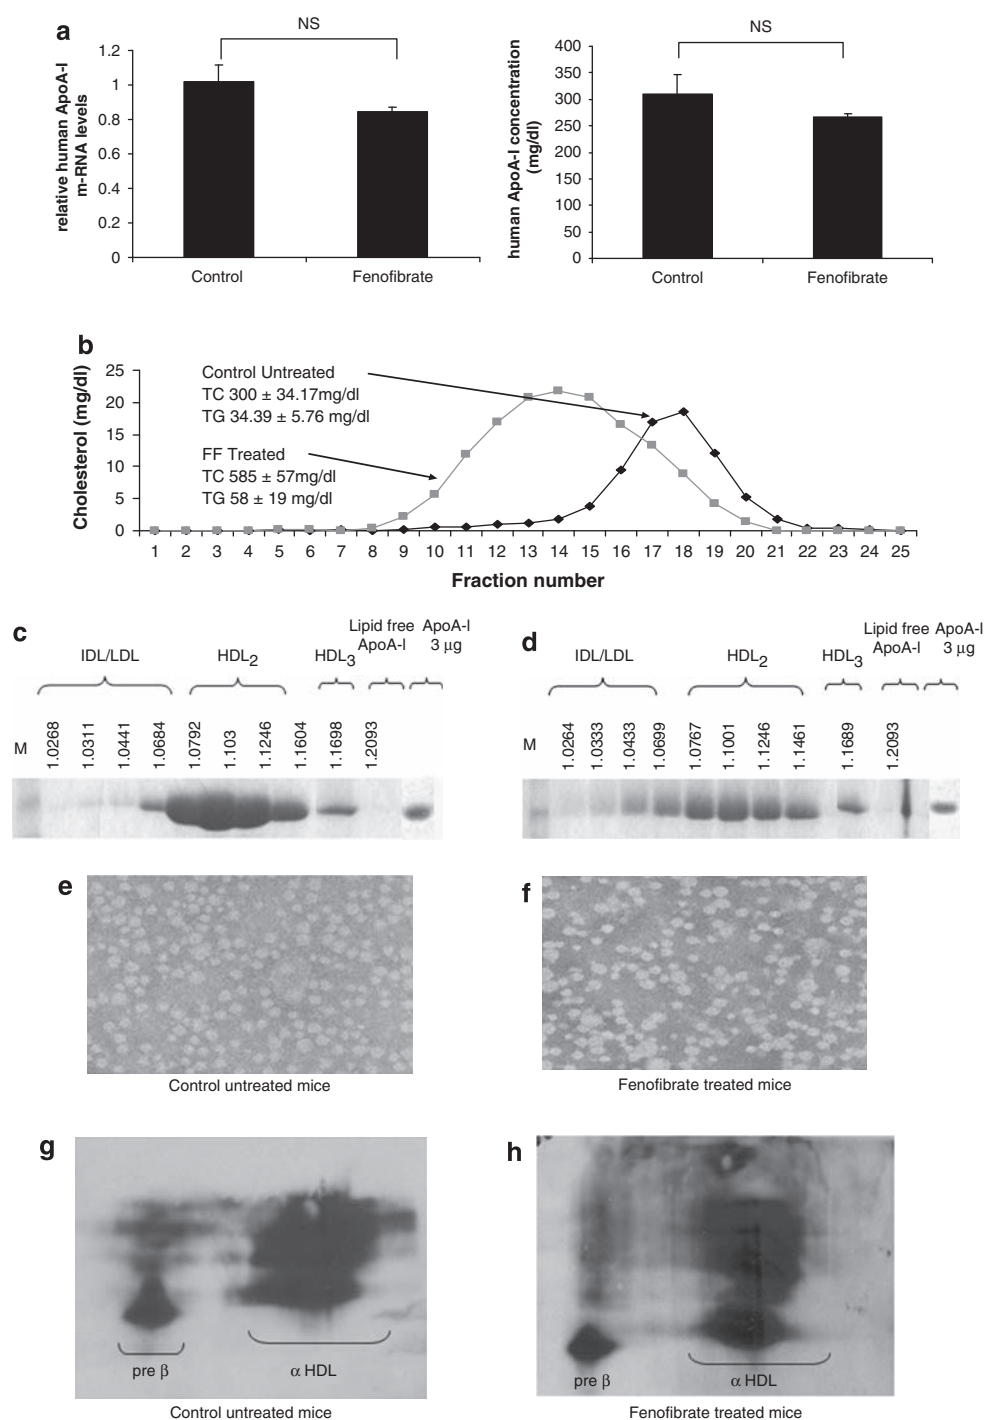 a
NS
1.2
1
0.8
0.6
0.4
0.2
0
relative human ApoA-I
m-RNA levels
Control
Fenofibrate
NS
400
350
300
250
200
150
100
50
0
human ApoA-I concentration
(mg/dl)
Control
Fenofibrate
b
25
20
15
10
5
0
Cholesterol (mg/dl)
Control Untreated
TC 300 ± 34.17mg/dl
TG 34.39 ± 5.76 mg/dl
FF Treated
TC 585 ± 57mg/dl
TG 58 ± 19 mg/dl
1 2 3 4 5 6 7 8 9 10 11 12 13 14 15 16 17 18 19 20 21 22 23 24 25
Fraction number
c
IDL/LDL
HDL2
HDL3
Lipid free
ApoA-I
ApoA-I
3 µg
M
1.0268
1.0311
1.0441
1.0684
1.0792
1.103
1.1246
1.1604
1.1698
1.2093
d
IDL/LDL
HDL2
HDL3
Lipid free
ApoA-I
ApoA-I
3 µg
M
1.0264
1.0333
1.0433
1.0699
1.0767
1.1001
1.1246
1.1461
1.1689
1.2093
e
Control untreated mice
f
Fenofibrate treated mice
g
pre β
α HDL
Control untreated mice
h
pre β
α HDL
Fenofibrate treated mice